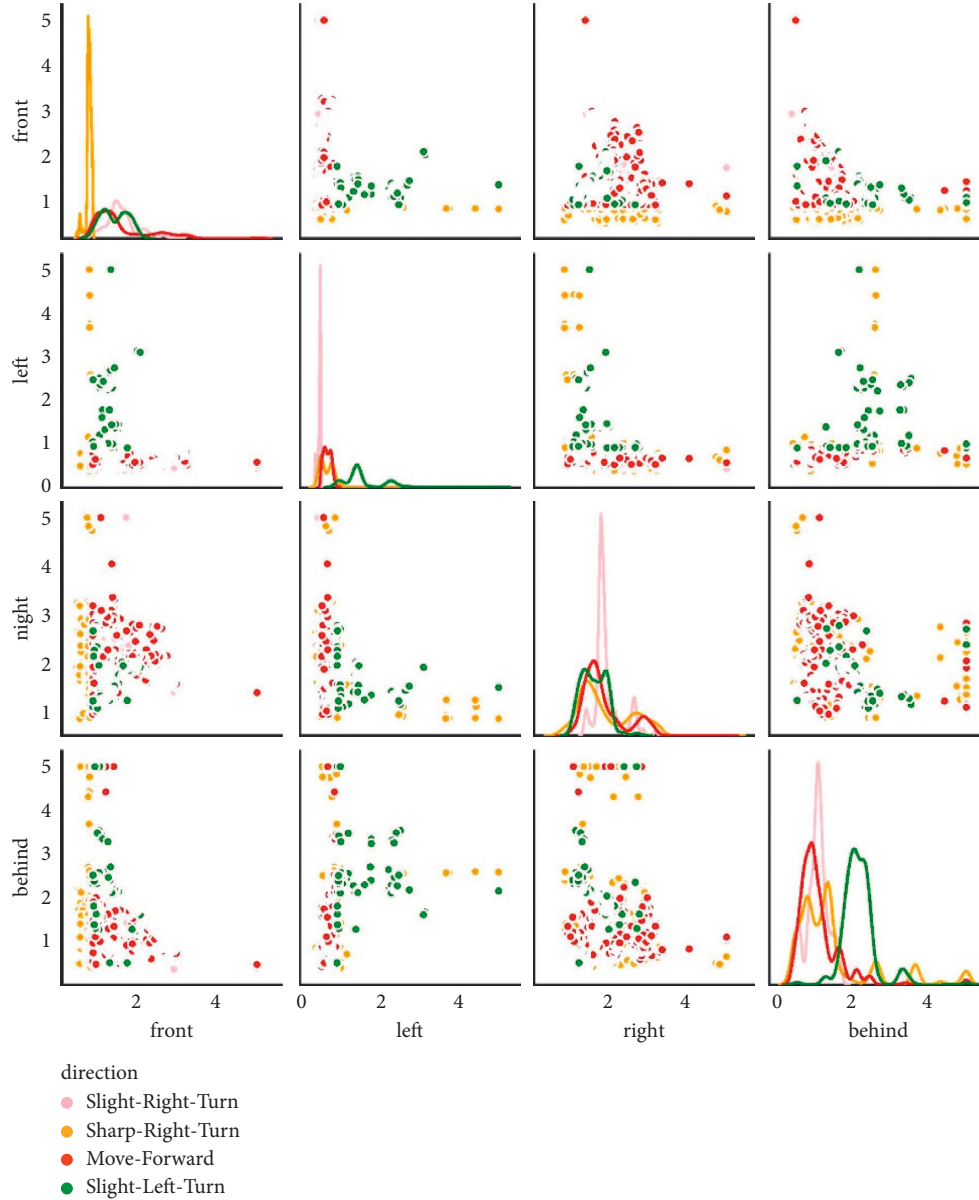 5
4
3
2
1
front
5
4
3
2
1
0
left
5
4
3
2
1
night
5
4
3
2
1
behind
2 4
0 2 4
2 4
0 2 4
front left right behind
direction
Slight-Right-Turn
Sharp-Right-Turn
Move-Forward
Slight-Left-Turn